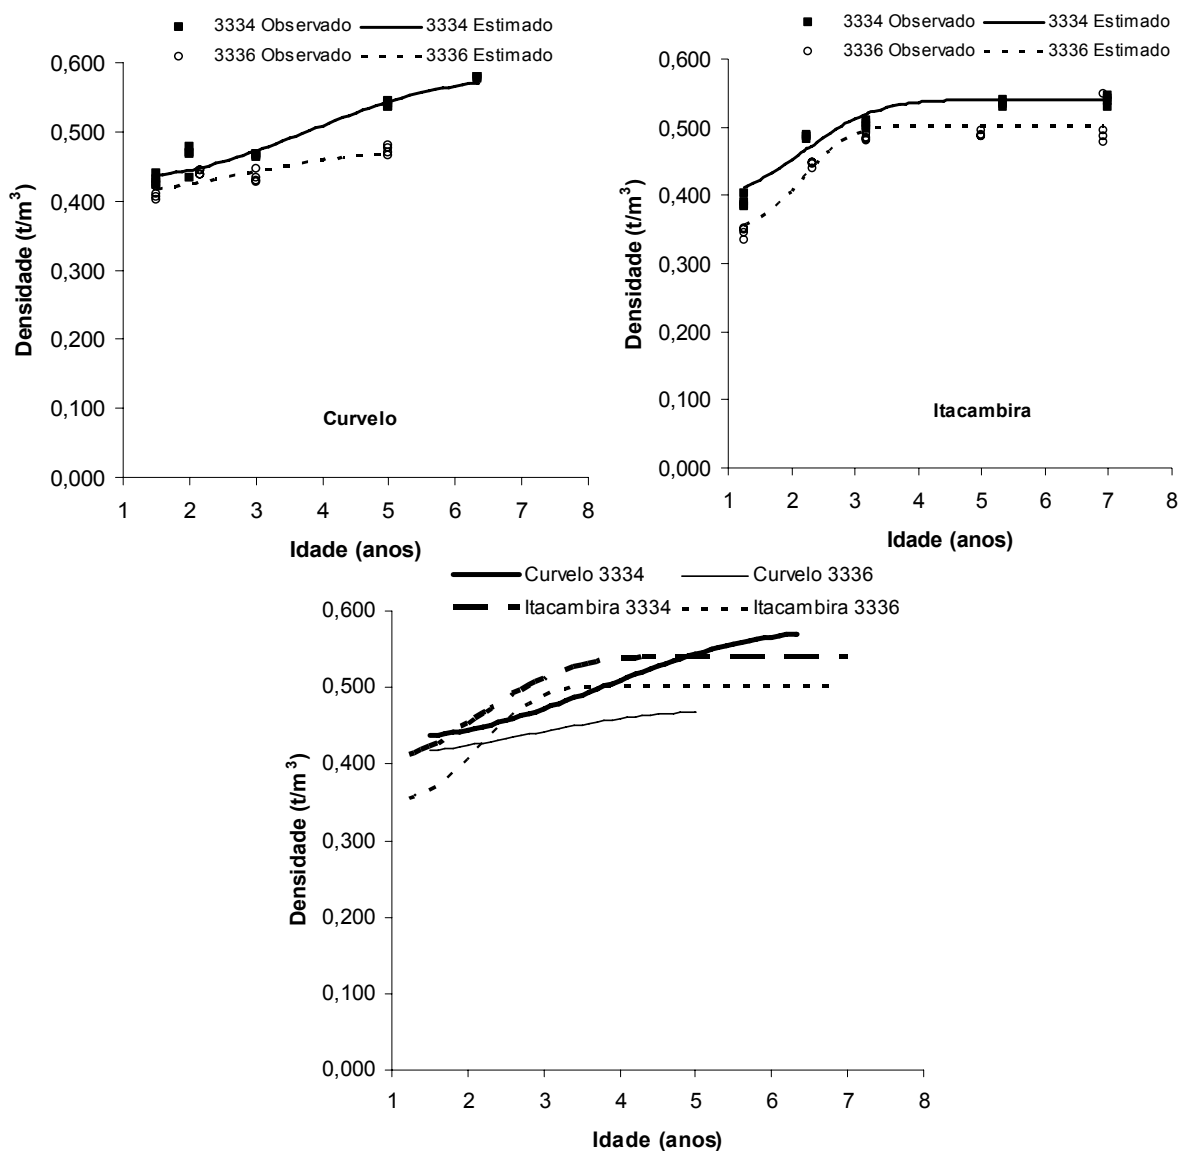 3334 Observado 3334 Estimado
3336 Observado 3336 Estimado
0,600
0,500
0,400
0,300
0,200
0,100
0,000
Densidade (t/m³)
Curvelo
1 2 3 4 5 6 7 8
Idade (anos)
3334 Observado 3334 Estimado
3336 Observado 3336 Estimado
0,600
0,500
0,400
0,300
0,200
0,100
0,000
Densidade (t/m³)
Itacambira
1 2 3 4 5 6 7 8
Idade (anos)
Curvelo 3334 Curvelo 3336
Itacambira 3334 Itacambira 3336
0,600
0,500
0,400
0,300
0,200
0,100
0,000
Densidade (t/m³)
1 2 3 4 5 6 7 8
Idade (anos)